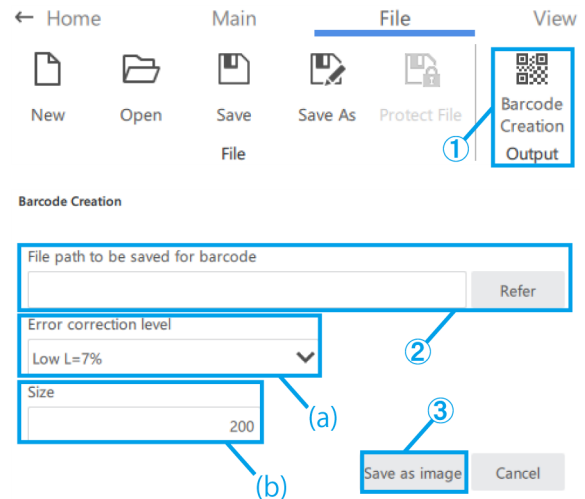 ← Home Main File View
New Open Save Save As Protect File Barcode
Creation
File ① Output
Barcode Creation
File path to be saved for barcode
Refer
Error correction level
②
Low L=7%
Size
(a) ③
200
Save as image Cancel
(b)